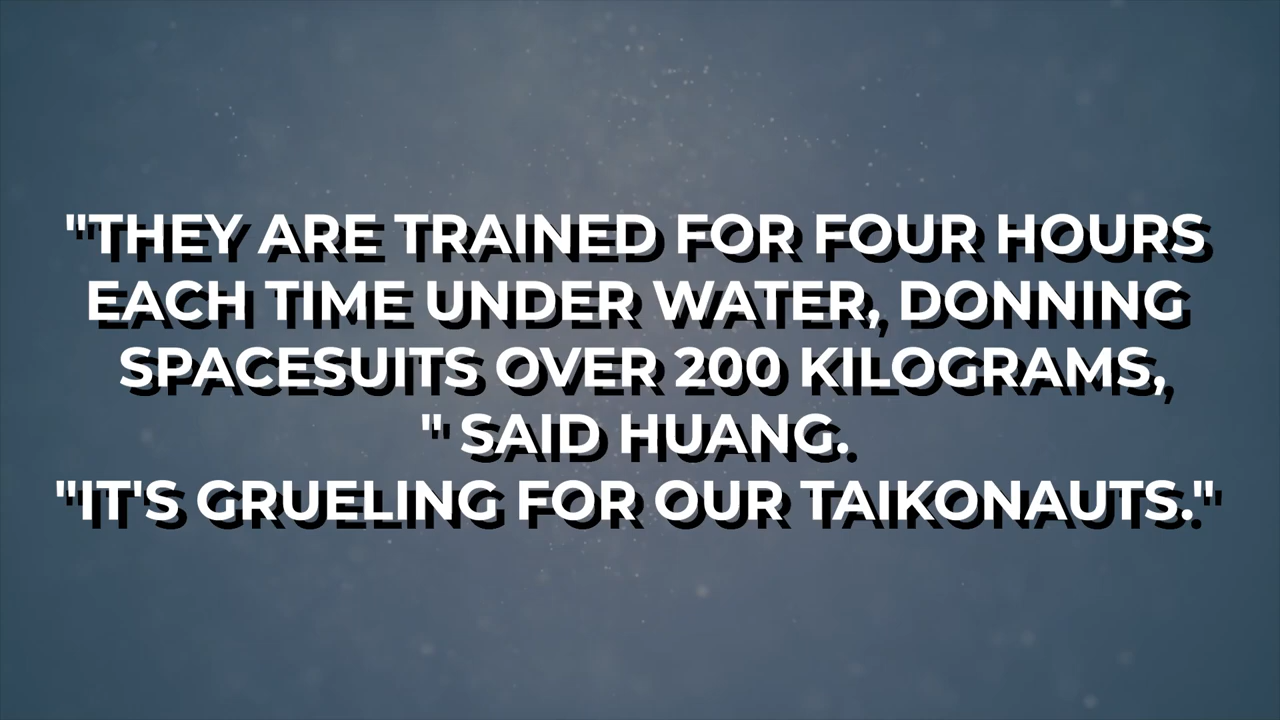 "THEY ARE TRAINED FOR FOUR HOURS
EACH TIME UNDER WATER, DONNING
SPACESUITS OVER 200 KILOGRAMS,
" SAID HUANG.
"IT'S GRUELING FOR OUR TAIKONAUTS."